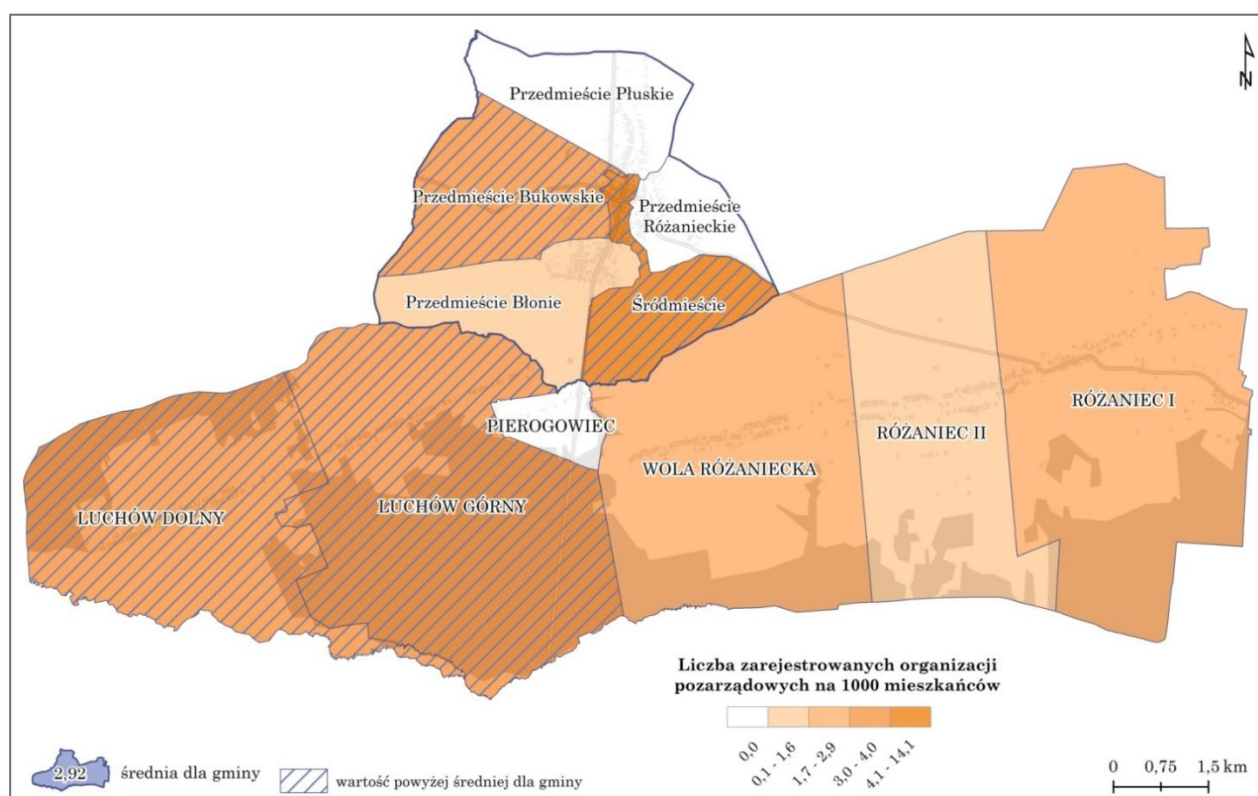 N
Przedmieście Płuskie
Przedmieście Bukowskie
Przedmieście
Różanieckie
Przedmieście Błonie
Śródmieście
PIEROGOWIEC
RÓŻANIEC I
RÓŻANIEC II
WOLA RÓŻANIECKA
LUCHÓW GÓRNY
LUCHÓW DOLNY
Liczba zarejestrowanych organizacji
pozarządowych na 1000 mieszkańców
0,0
0,1 - 1,6
1,7 - 2,9
3,0 - 4,0
4,1 - 14,1
2,92
średnia dla gminy
wartość powyżej średniej dla gminy
0 0,75 1,5 km